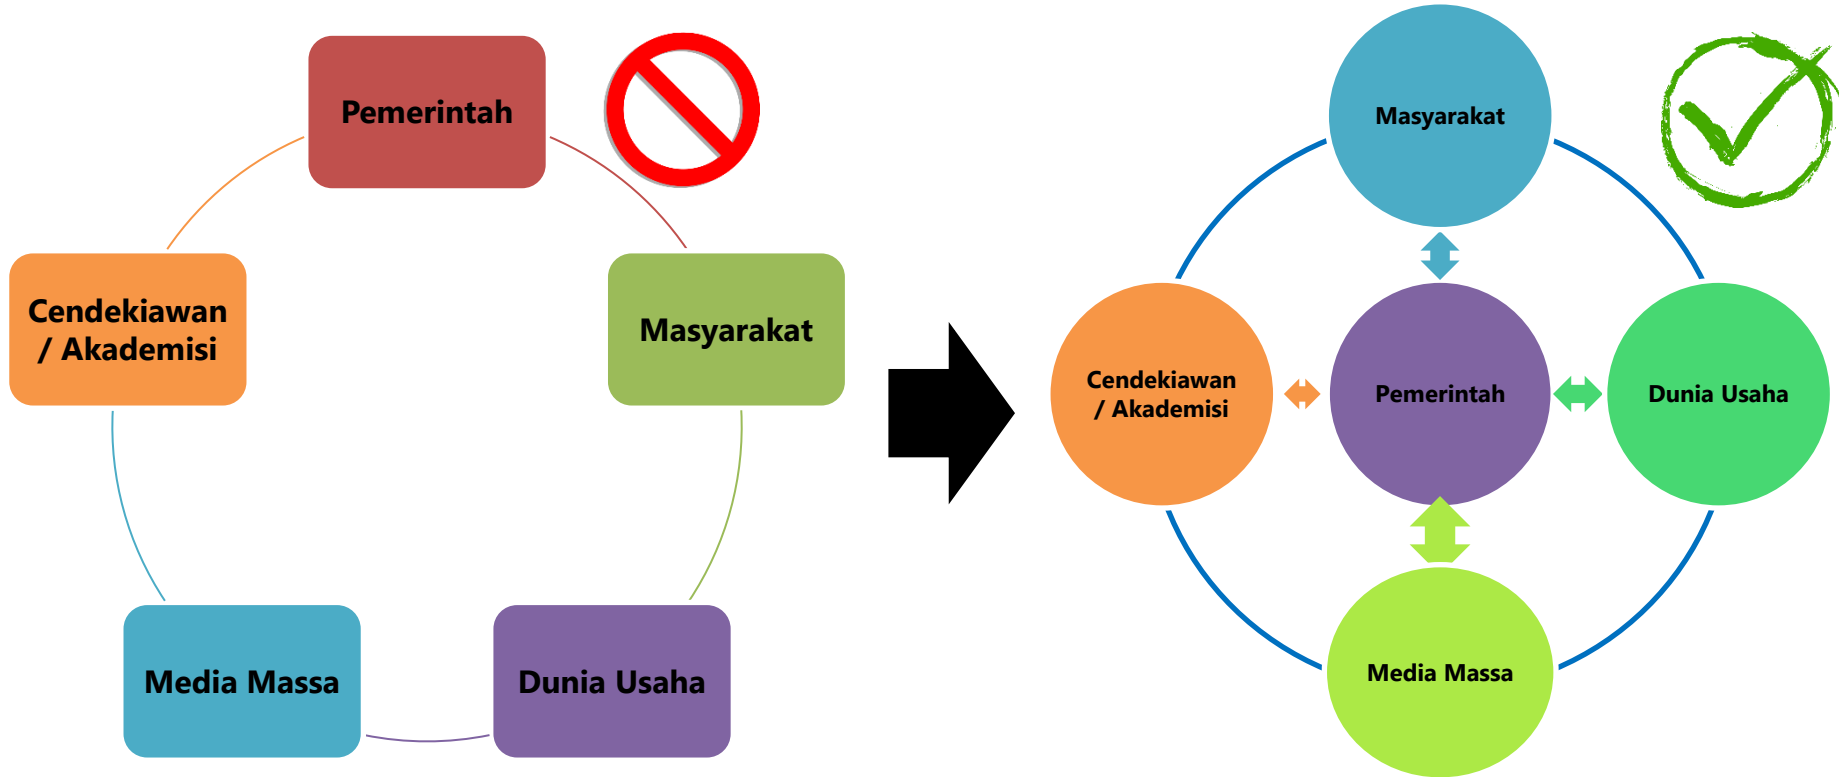 Pemerintah
Cendekiawan
/ Akademisi
Masyarakat
Media Massa
Dunia Usaha
Masyarakat
Cendekiawan
/ Akademisi
Pemerintah
Dunia Usaha
Media Massa